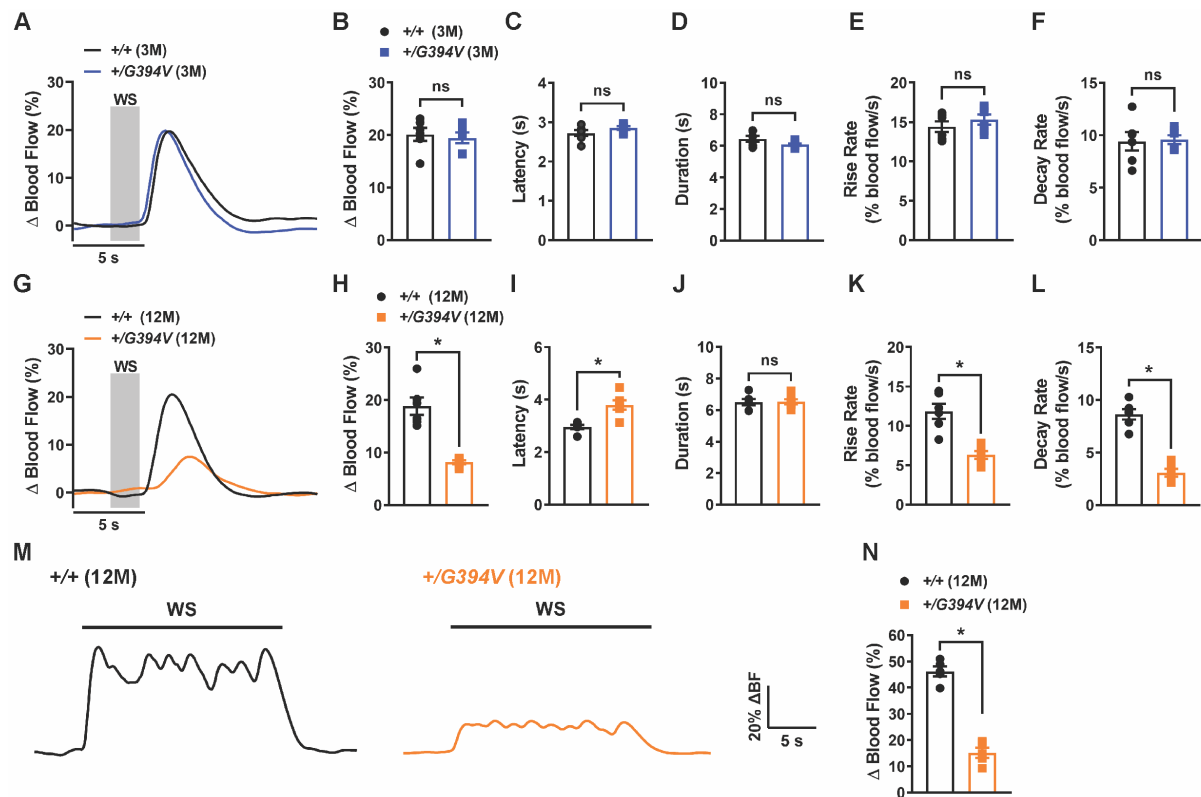 A
+/+ (3M)
+/G394V (3M)
Δ Blood Flow (%)
30
20
10
0
WS
5 s
B
+/+ (3M)
+/G394V (3M)
Δ Blood Flow (%)
30
20
10
0
ns
C
Latency (s)
4
3
2
1
0
ns
D
Duration (s)
10
8
6
4
2
0
ns
E
Rise Rate
(% blood flow/s)
20
15
10
5
0
ns
F
Decay Rate
(% blood flow/s)
15
10
5
0
ns
G
+/+ (12M)
+/G394V (12M)
Δ Blood Flow (%)
30
20
10
0
WS
5 s
H
+/+ (12M)
+/G394V (12M)
Δ Blood Flow (%)
30
20
10
0
*
I
Latency (s)
6
4
2
0
*
J
Duration (s)
10
8
6
4
2
0
ns
K
Rise Rate
(% blood flow/s)
20
15
10
5
0
*
L
Decay Rate
(% blood flow/s)
15
10
5
0
*
M
+/+ (12M)
WS
+/G394V (12M)
WS
20% ΔBF
5 s
N
+/+ (12M)
+/G394V (12M)
Δ Blood Flow (%)
60
50
40
30
20
10
0
*